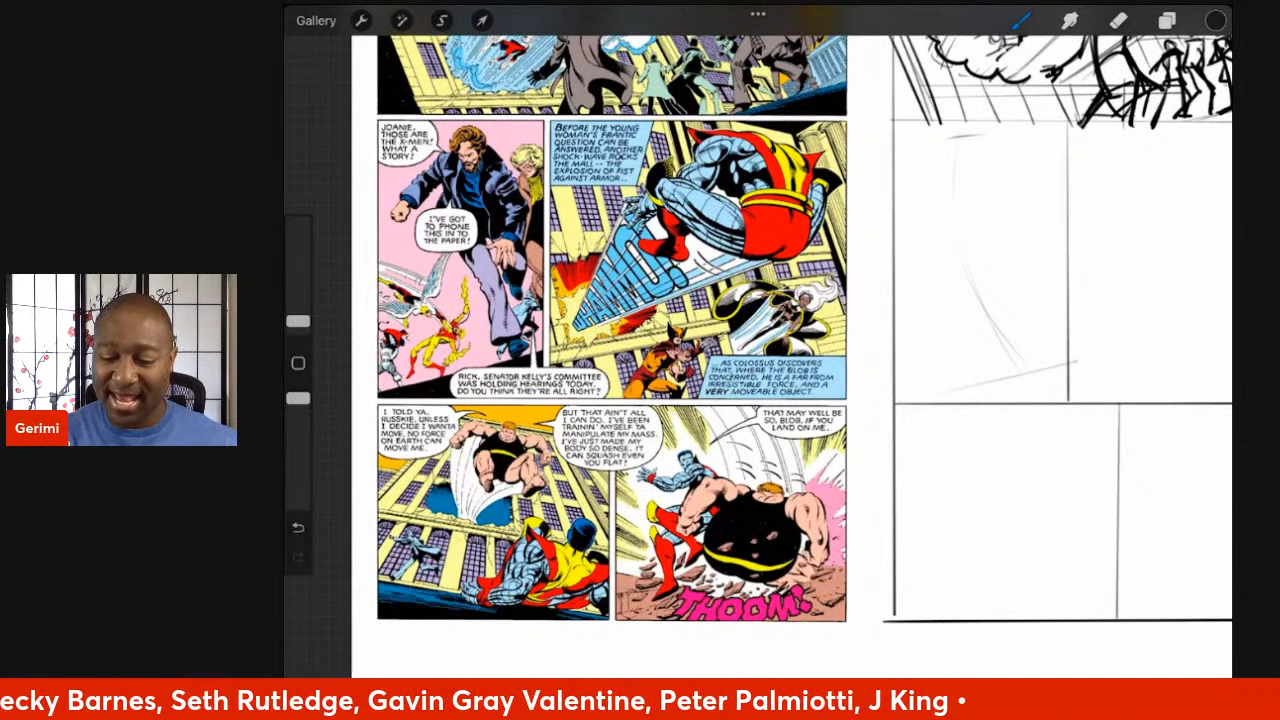 Gallery
JOANIE,
THOSE ARE
THE X-MEN!
WHAT A
STORY!
I'VE GOT
TO PHONE
THIS IN TO
THE PAPER!
RICK, SENATOR KELLY'S COMMITTEE
WAS HOLDING HEARINGS TODAY.
DO YOU THINK THEY'RE ALL RIGHT?
BEFORE THE YOUNG
WOMAN'S FRANTIC
QUESTION CAN BE
ANSWERED, ANOTHER
SHOCK-WAVE ROCKS
THE MALL -- THE
EXPLOSION OF FIST
AGAINST ARMOR...
AS COLOSSUS DISCOVERS
THAT, WHERE THE BLOB IS
CONCERNED, HE IS A FAR FROM
IRRESISTIBLE FORCE, AND A
VERY MOVEABLE OBJECT.
I TOLD YA,
RUSSKIE, UNLESS
I DECIDE I WANTA
MOVE, NO FORCE
ON EARTH CAN
MOVE ME.
BUT THAT AIN'T ALL
I CAN DO. I'VE BEEN
TRAININ' MYSELF TA
MANIPULATE MY MASS.
I'VE JUST MADE MY
BODY SO DENSE, IT
CAN SQUASH EVEN
YOU FLAT!
THAT MAY WELL BE
SO, BLOB, IF YOU
LAND ON ME.
THOOM!
Gerimi
ecky Barnes, Seth Rutledge, Gavin Gray Valentine, Peter Palmiotti, J King •